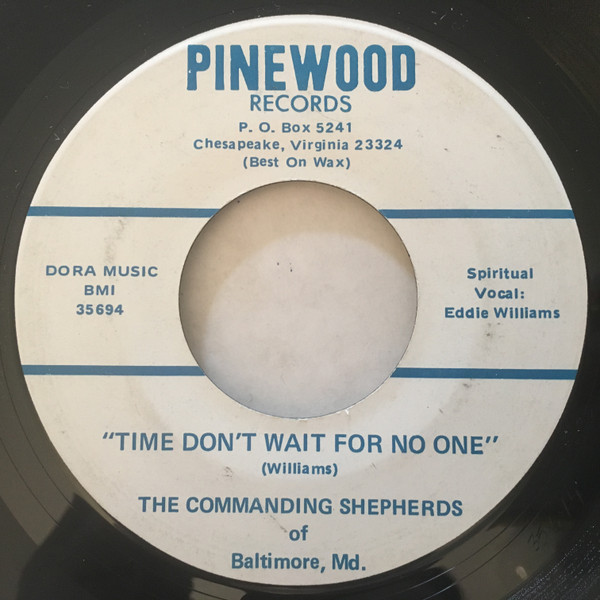 PINEWOOD
RECORDS
P. O. Box 5241
Chesapeake, Virginia 23324
(Best On Wax)
DORA MUSIC
BMI
35694
Spiritual
Vocal:
Eddie Williams
"TIME DON'T WAIT FOR NO ONE"
(Williams)
THE COMMANDING SHEPHERDS
of
Baltimore, Md.